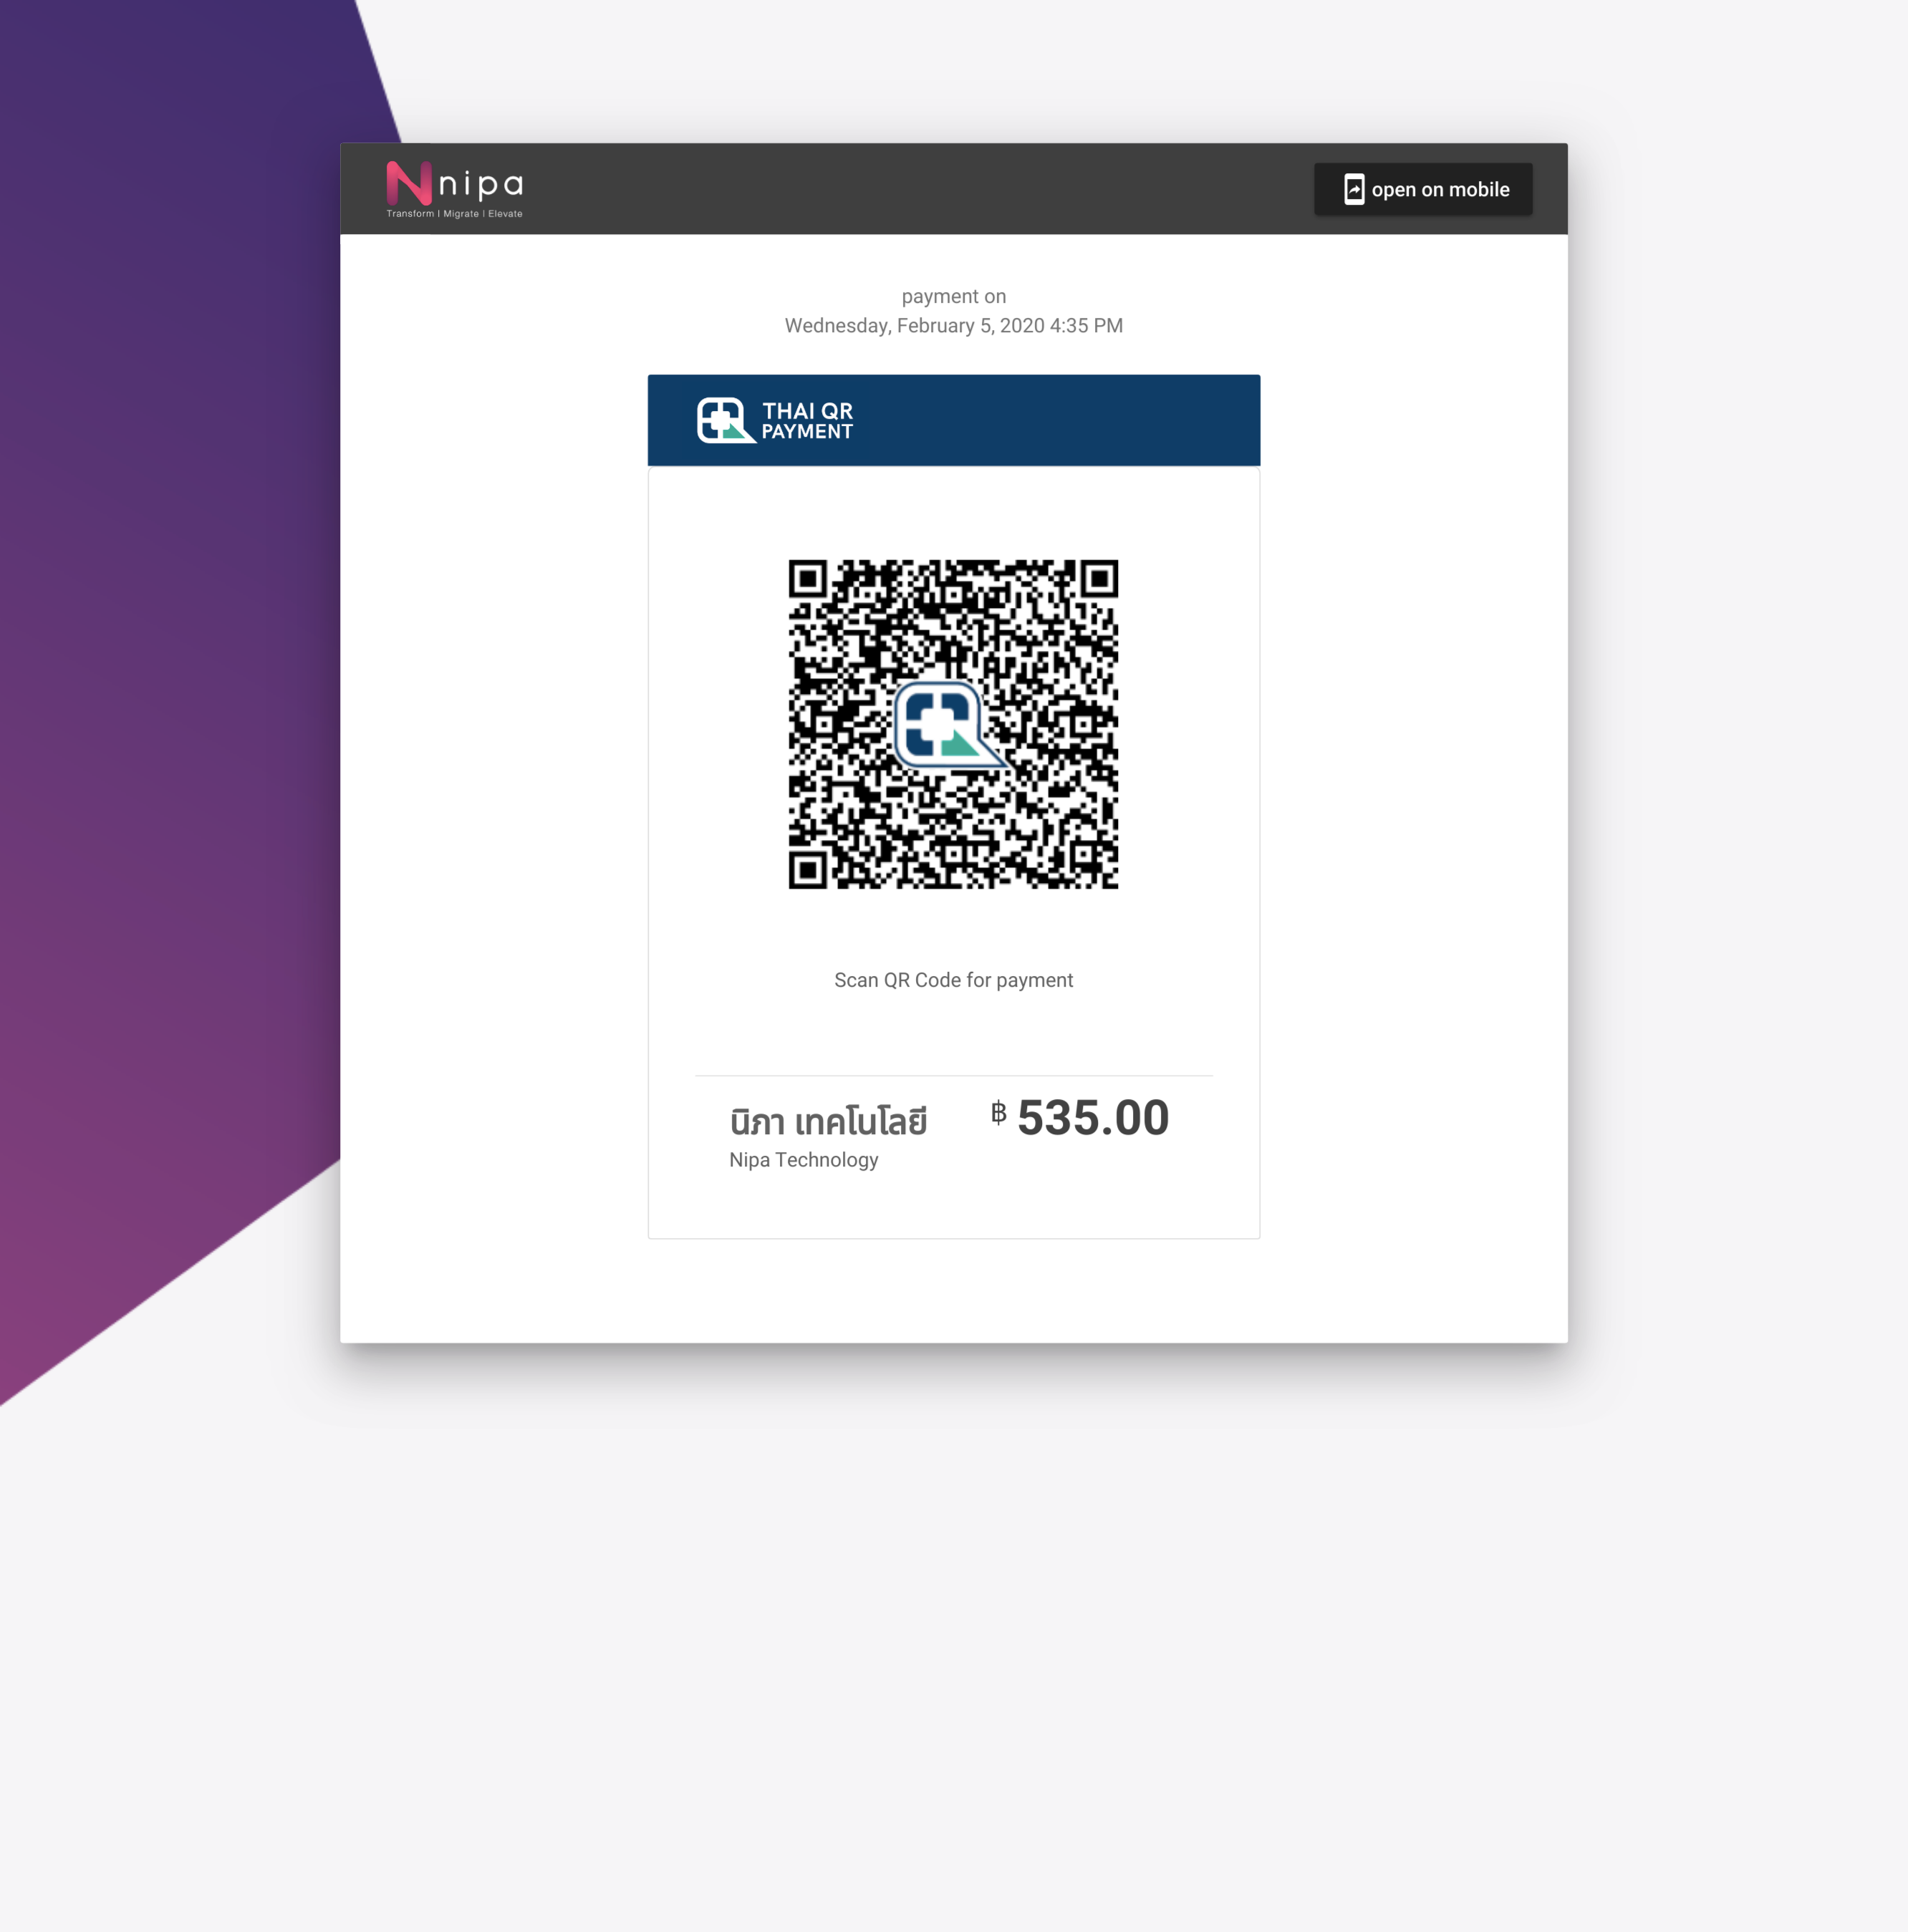 nipa
Transform | Migrate | Elevate
open on mobile
payment on
Wednesday, February 5, 2020 4:35 PM
THAI QR
PAYMENT
Scan QR Code for payment
นิภา เทคโนโลยี
฿ 535.00
Nipa Technology